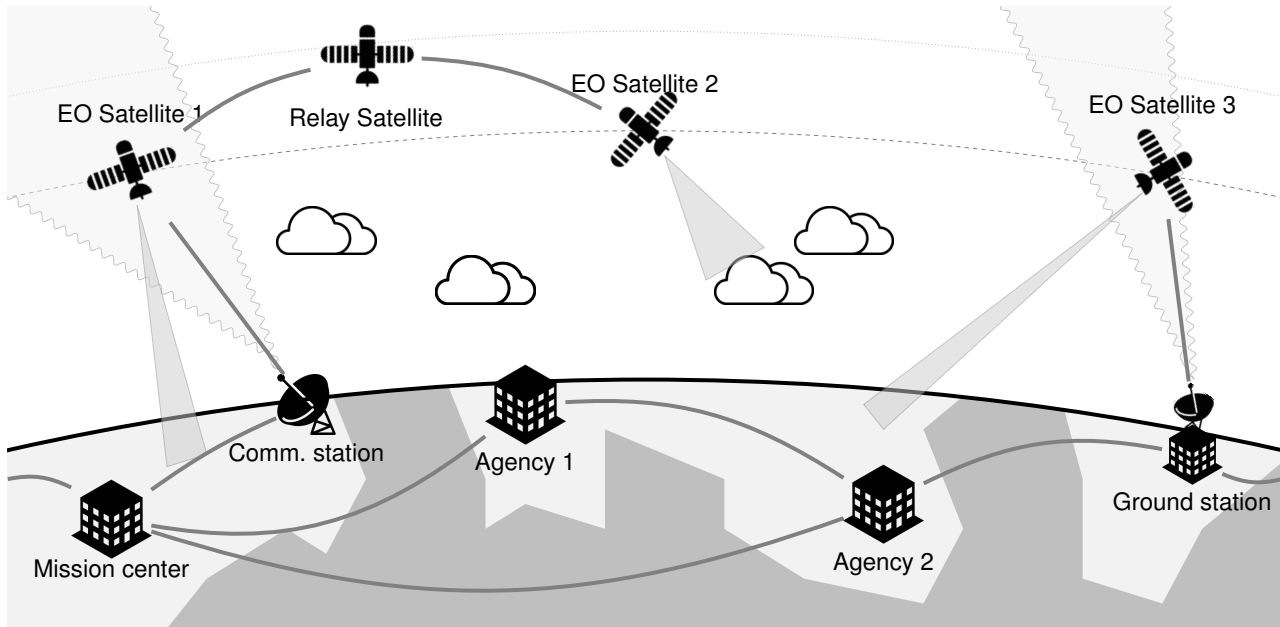 EO Satellite 2
EO Satellite 1
Relay Satellite
EO Satellite 3
Comm. station
Agency 1
Ground station
Mission center
Agency 2